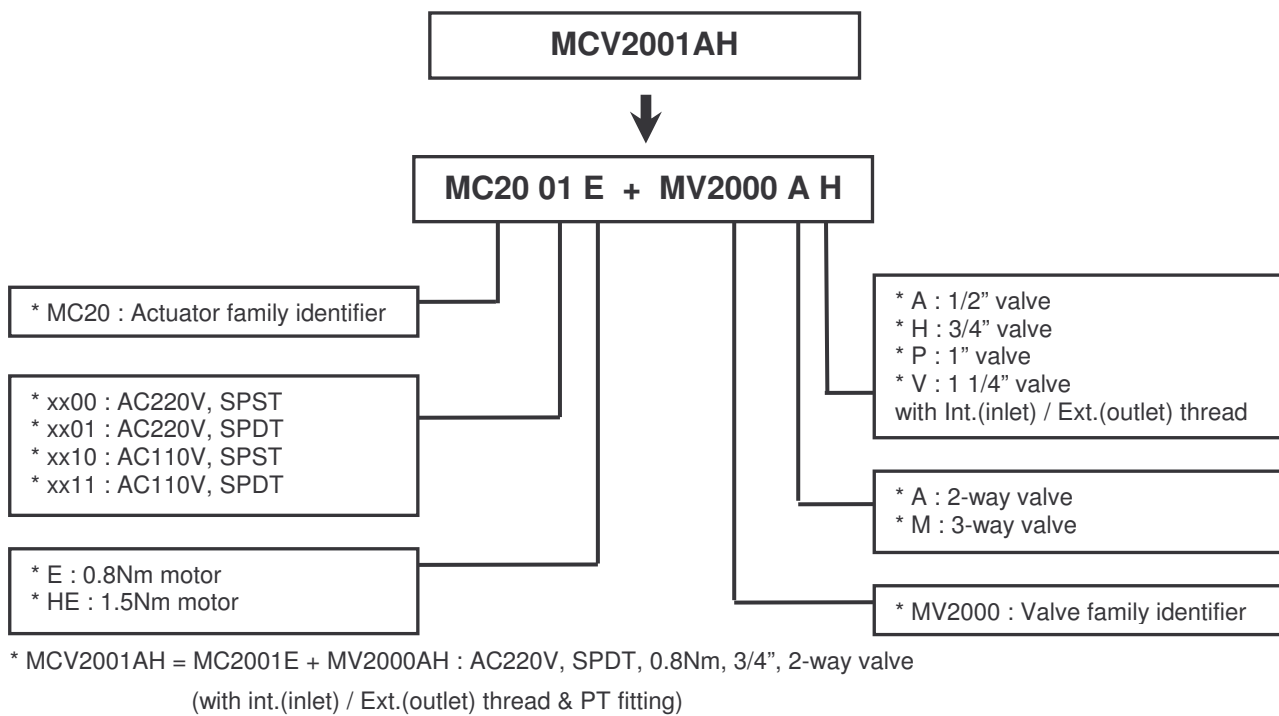 MCV2001AH
MC20 01 E + MV2000 A H
* MC20 : Actuator family identifier
* xx00 : AC220V, SPST
* xx01 : AC220V, SPDT
* xx10 : AC110V, SPST
* xx11 : AC110V, SPDT
* E : 0.8Nm motor
* HE : 1.5Nm motor
* A : 1/2” valve
* H : 3/4” valve
* P : 1” valve
* V : 1 1/4” valve
with Int.(inlet) / Ext.(outlet) thread
* A : 2-way valve
* M : 3-way valve
* MV2000 : Valve family identifier
* MCV2001AH = MC2001E + MV2000AH : AC220V, SPDT, 0.8Nm, 3/4”, 2-way valve
(with int.(inlet) / Ext.(outlet) thread & PT fitting)